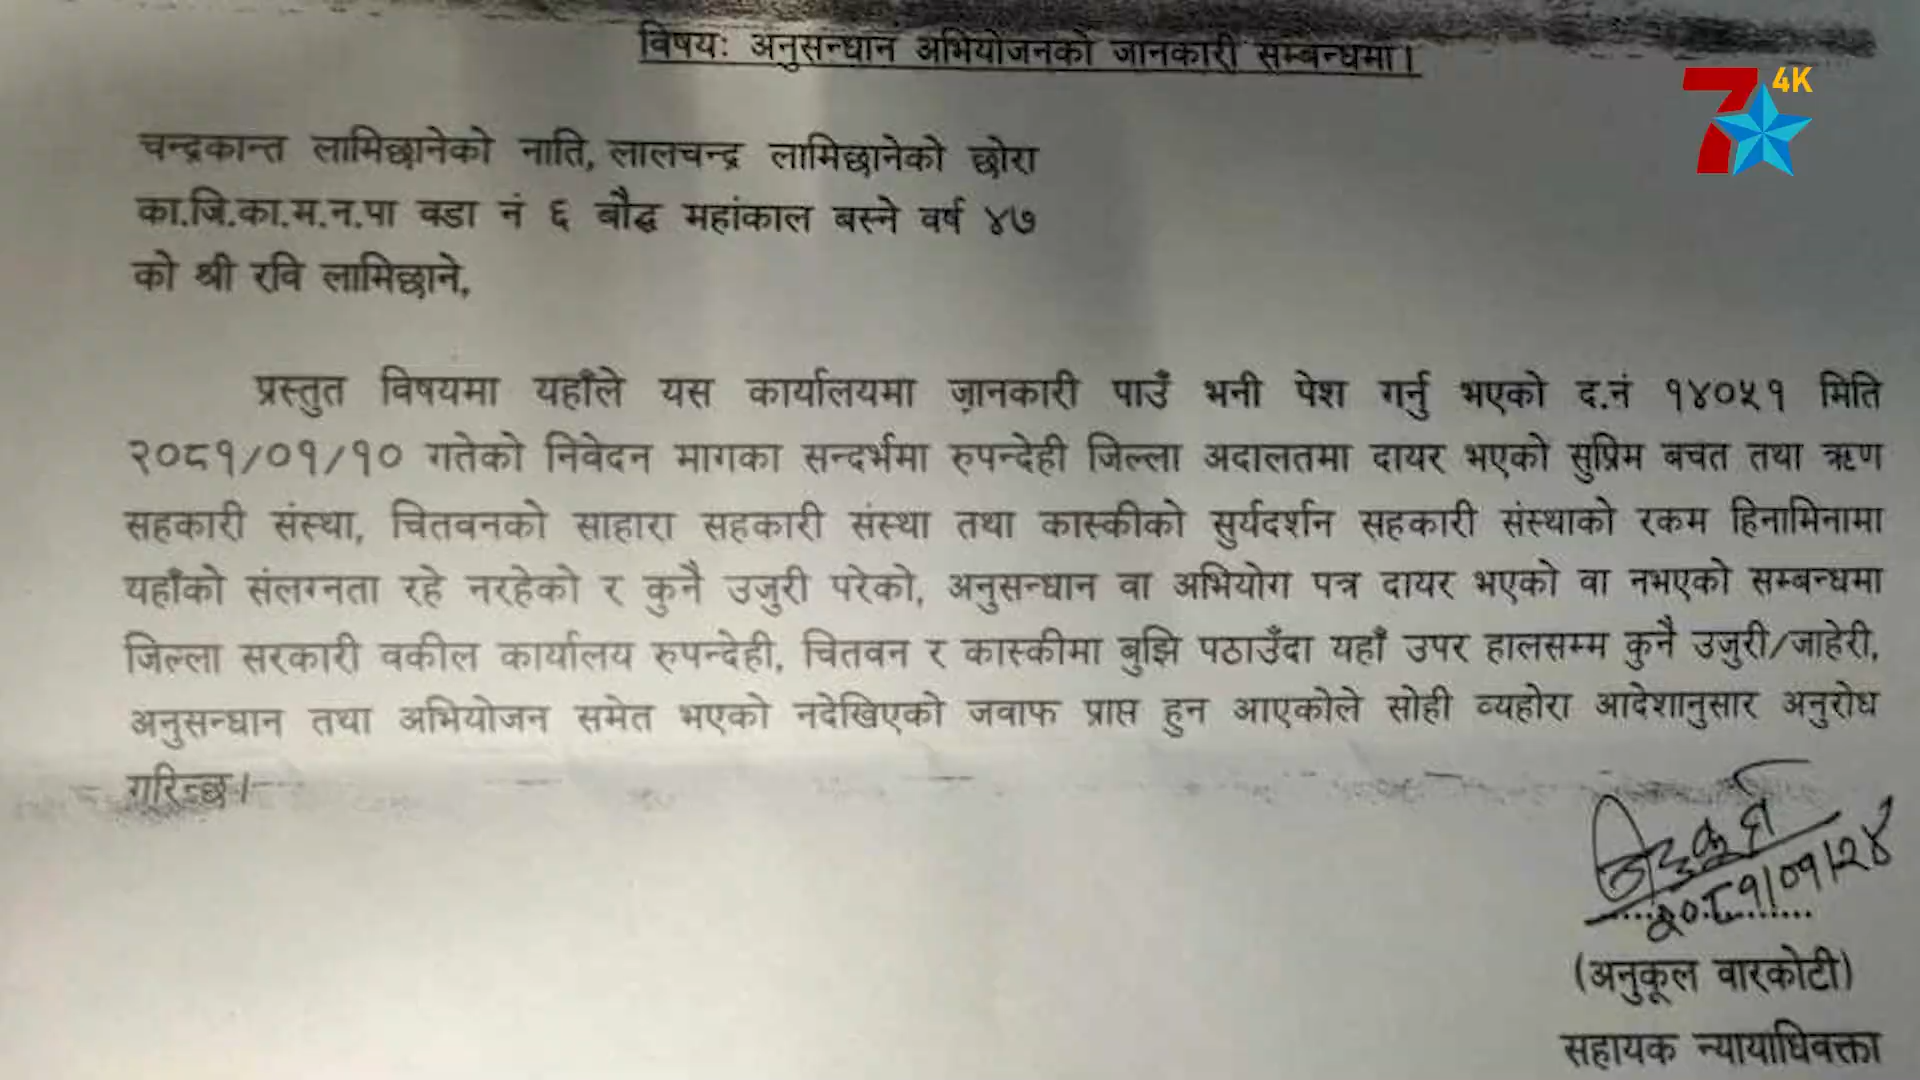 विषयः अनुसन्धान अभियोजनको जानकारी सम्बन्धमा।
7 4K
चन्द्रकान्त लामिछानेको नाति, लालचन्द्र लामिछानेको छोरा
का.जि.का.म.न.पा वडा नं ६ बौद्ध महांकाल बस्ने वर्ष ४७
को श्री रवि लामिछाने,
प्रस्तुत विषयमा यहाँले यस कार्यालयमा जानकारी पाउँ भनी पेश गर्नु भएको द.नं १४०५१ मिति
२०८१/०१/१० गतेको निवेदन मागका सन्दर्भमा रुपन्देही जिल्ला अदालतमा दायर भएको सुप्रिम बचत तथा ऋण
सहकारी संस्था, चितवनको साहारा सहकारी संस्था तथा कास्कीको सुर्यदर्शन सहकारी संस्थाको रकम हिनामिनामा
यहाँको संलग्नता रहे नरहेको र कुनै उजुरी परेको, अनुसन्धान वा अभियोग पत्र दायर भएको वा नभएको सम्बन्धमा
जिल्ला सरकारी वकील कार्यालय रुपन्देही, चितवन र कास्कीमा बुझि पठाउँदा यहाँ उपर हालसम्म कुनै उजुरी/जाहेरी,
अनुसन्धान तथा अभियोजन समेत भएको नदेखिएको जवाफ प्राप्त हुन आएकोले सोही व्यहोरा आदेशानुसार अनुरोध
गरिन्छ।
२०८१/०१/२४
(अनुकूल वारकोटी)
सहायक न्यायाधिवक्ता